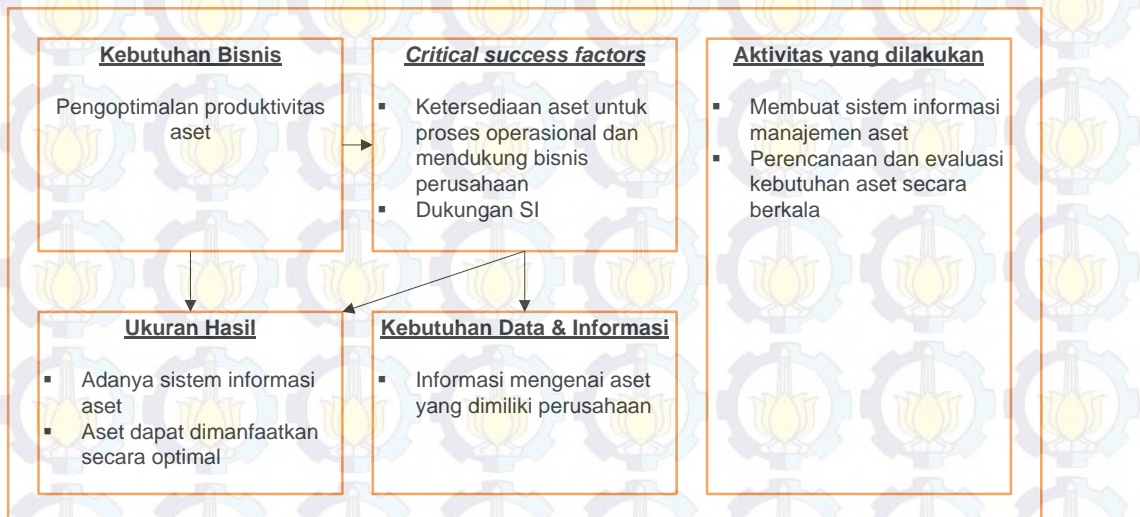 Kebutuhan Bisnis
Pengoptimalan produktivitas
aset
Critical success factors
▪ Ketersediaan aset untuk
proses operasional dan
mendukung bisnis
perusahaan
▪ Dukungan SI
Aktivitas yang dilakukan
▪ Membuat sistem informasi
manajemen aset
▪ Perencanaan dan evaluasi
kebutuhan aset secara
berkala
Ukuran Hasil
▪ Adanya sistem informasi
aset
▪ Aset dapat dimanfaatkan
secara optimal
Kebutuhan Data & Informasi
▪ Informasi mengenai aset
yang dimiliki perusahaan